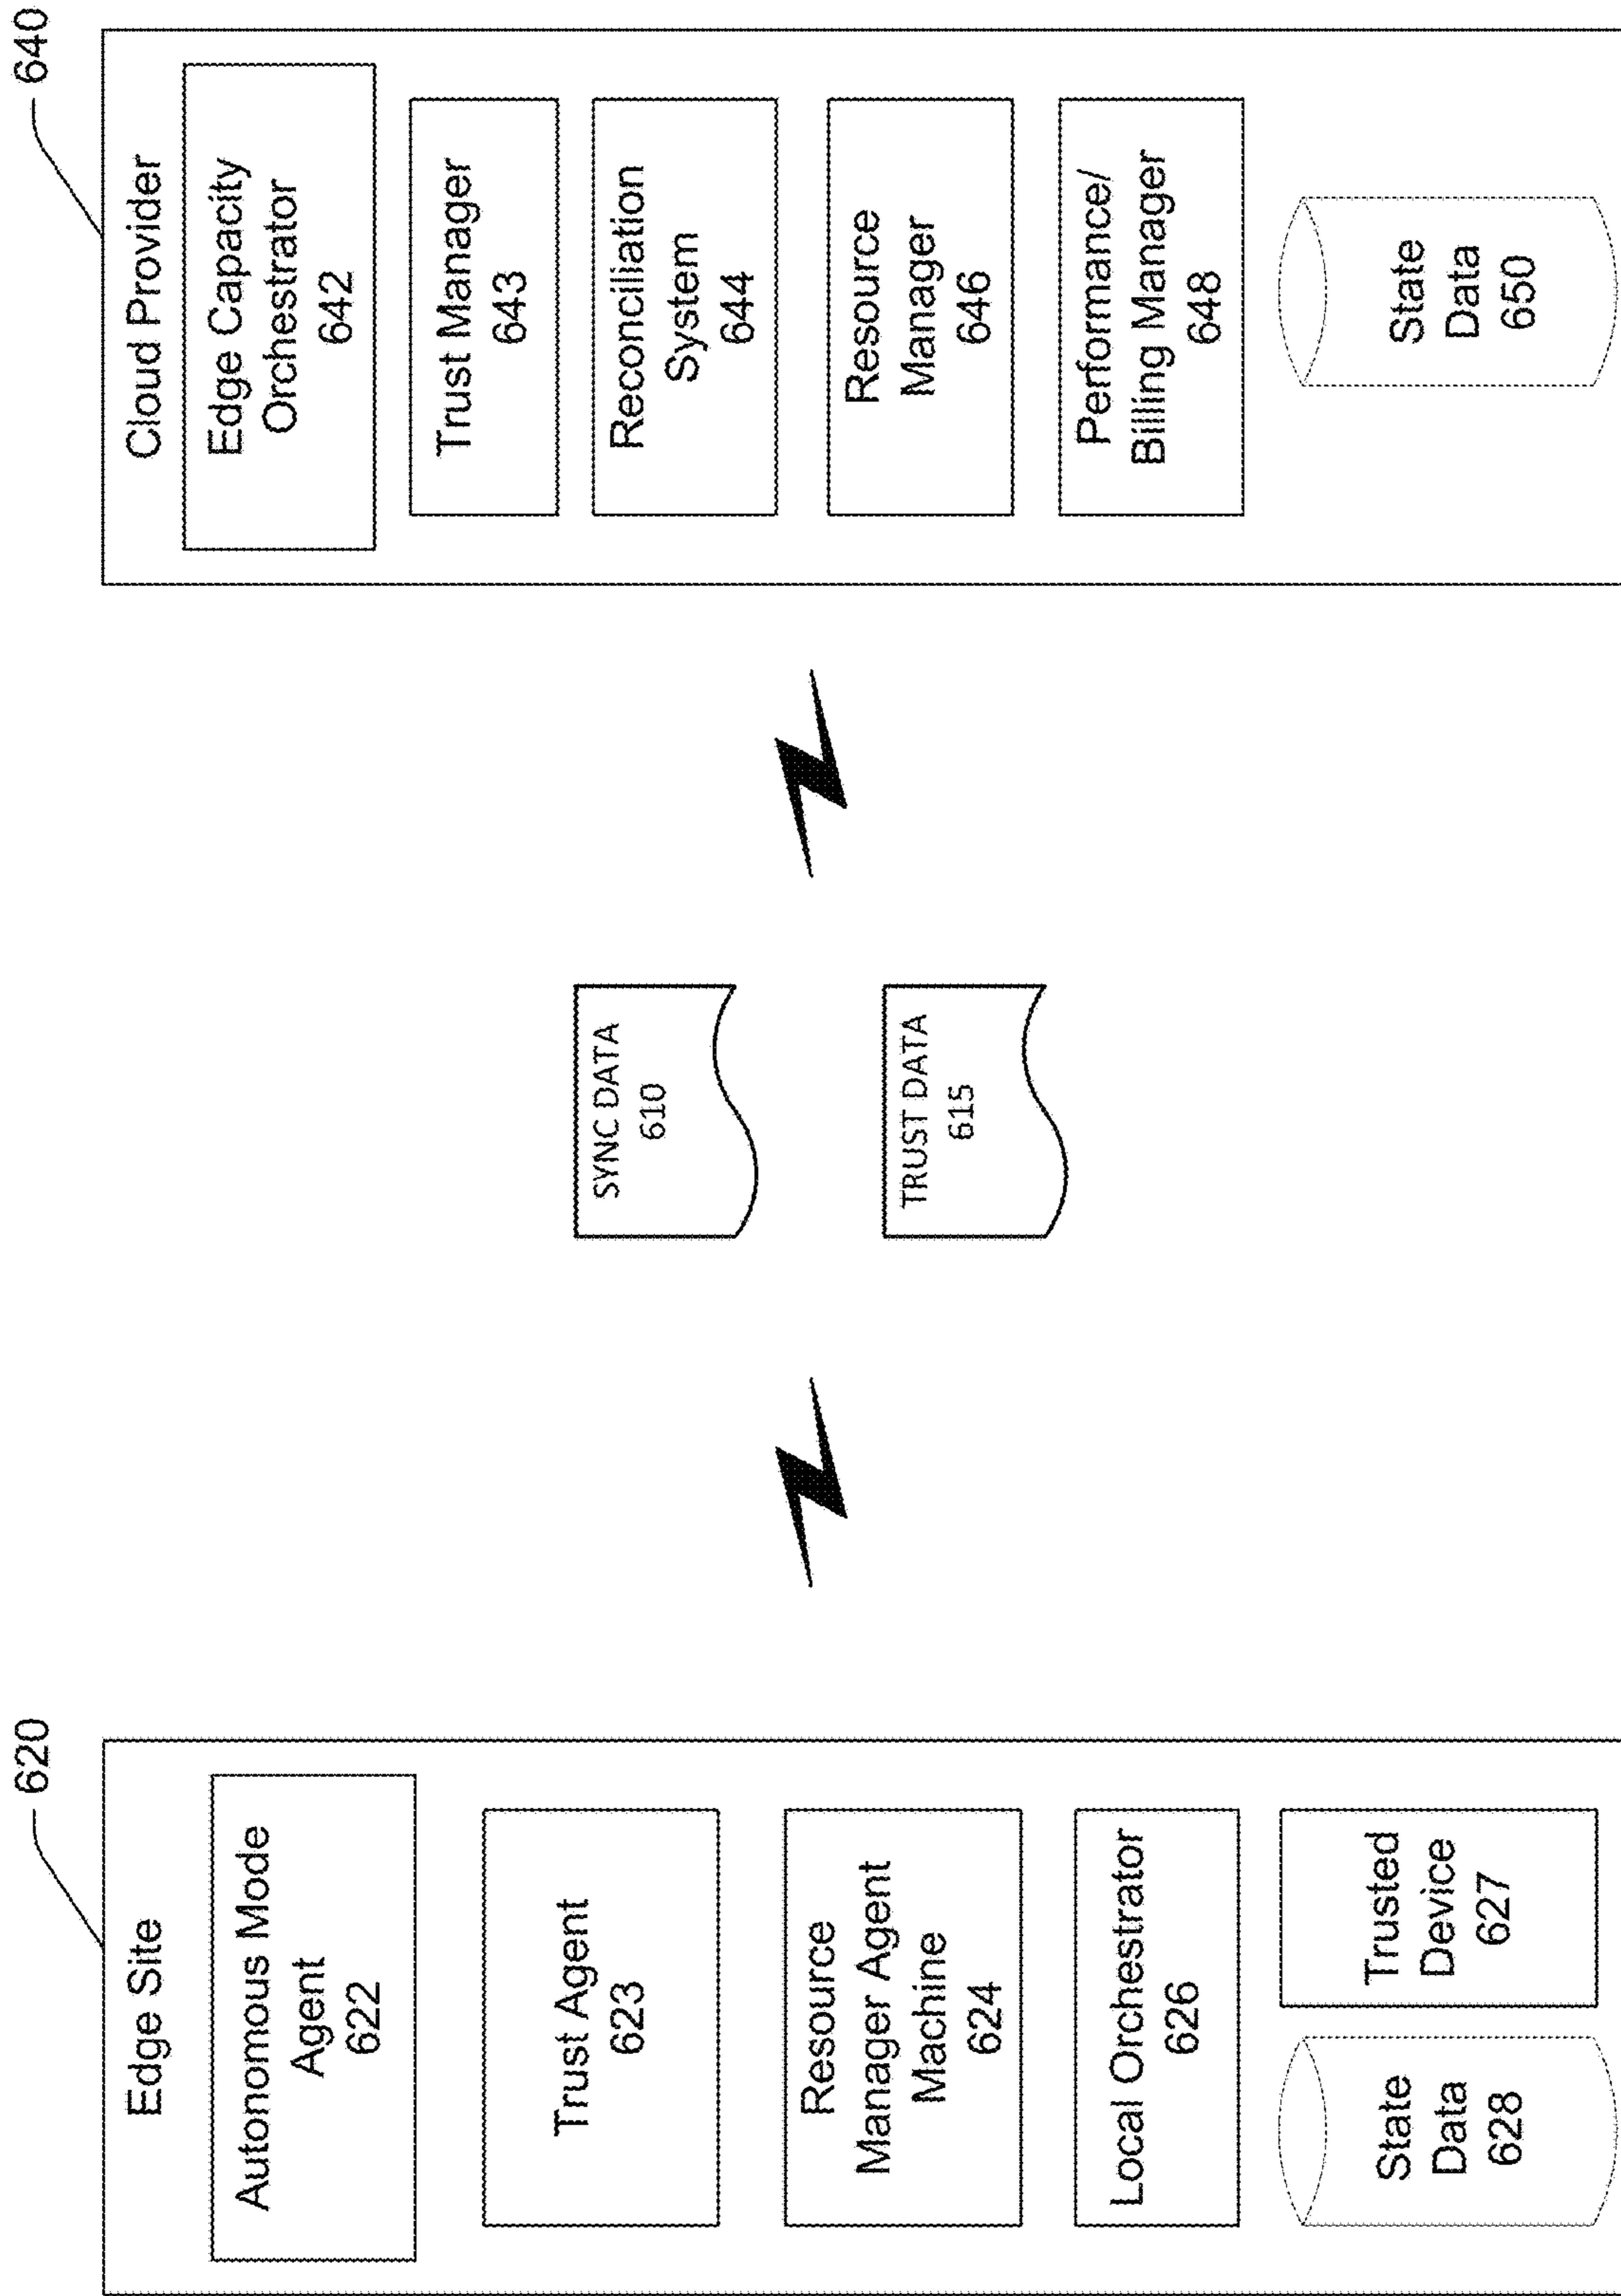 620
Edge Site
Autonomous Mode
Agent
622
Trust Agent
623
Resource
Manager Agent
Machine
624
Local Orchestrator
626
State
Data
628
Trusted
Device
627
SYNC DATA
610
TRUST DATA
615
640
Cloud Provider
Edge Capacity
Orchestrator
642
Trust Manager
643
Reconciliation
System
644
Resource
Manager
646
Performance/
Billing Manager
648
State
Data
650